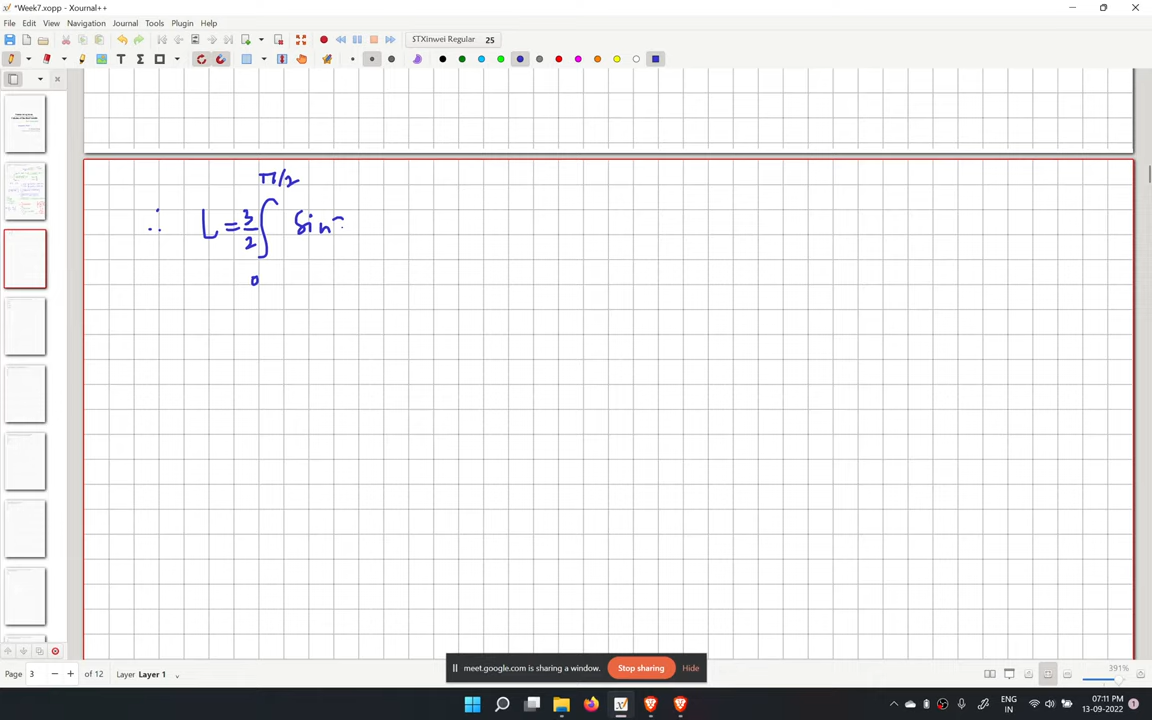 *Week7.xopp - Xournal++
File Edit View Navigation Journal Tools Plugin Help
STXinwei Regular 25
π/2
∴ L = 3/2 ∫ sin
0
meet.google.com is sharing a window. Stop sharing Hide
Page 3 of 12 Layer Layer 1
391%
ENG
IN
07:11 PM
13-09-2022